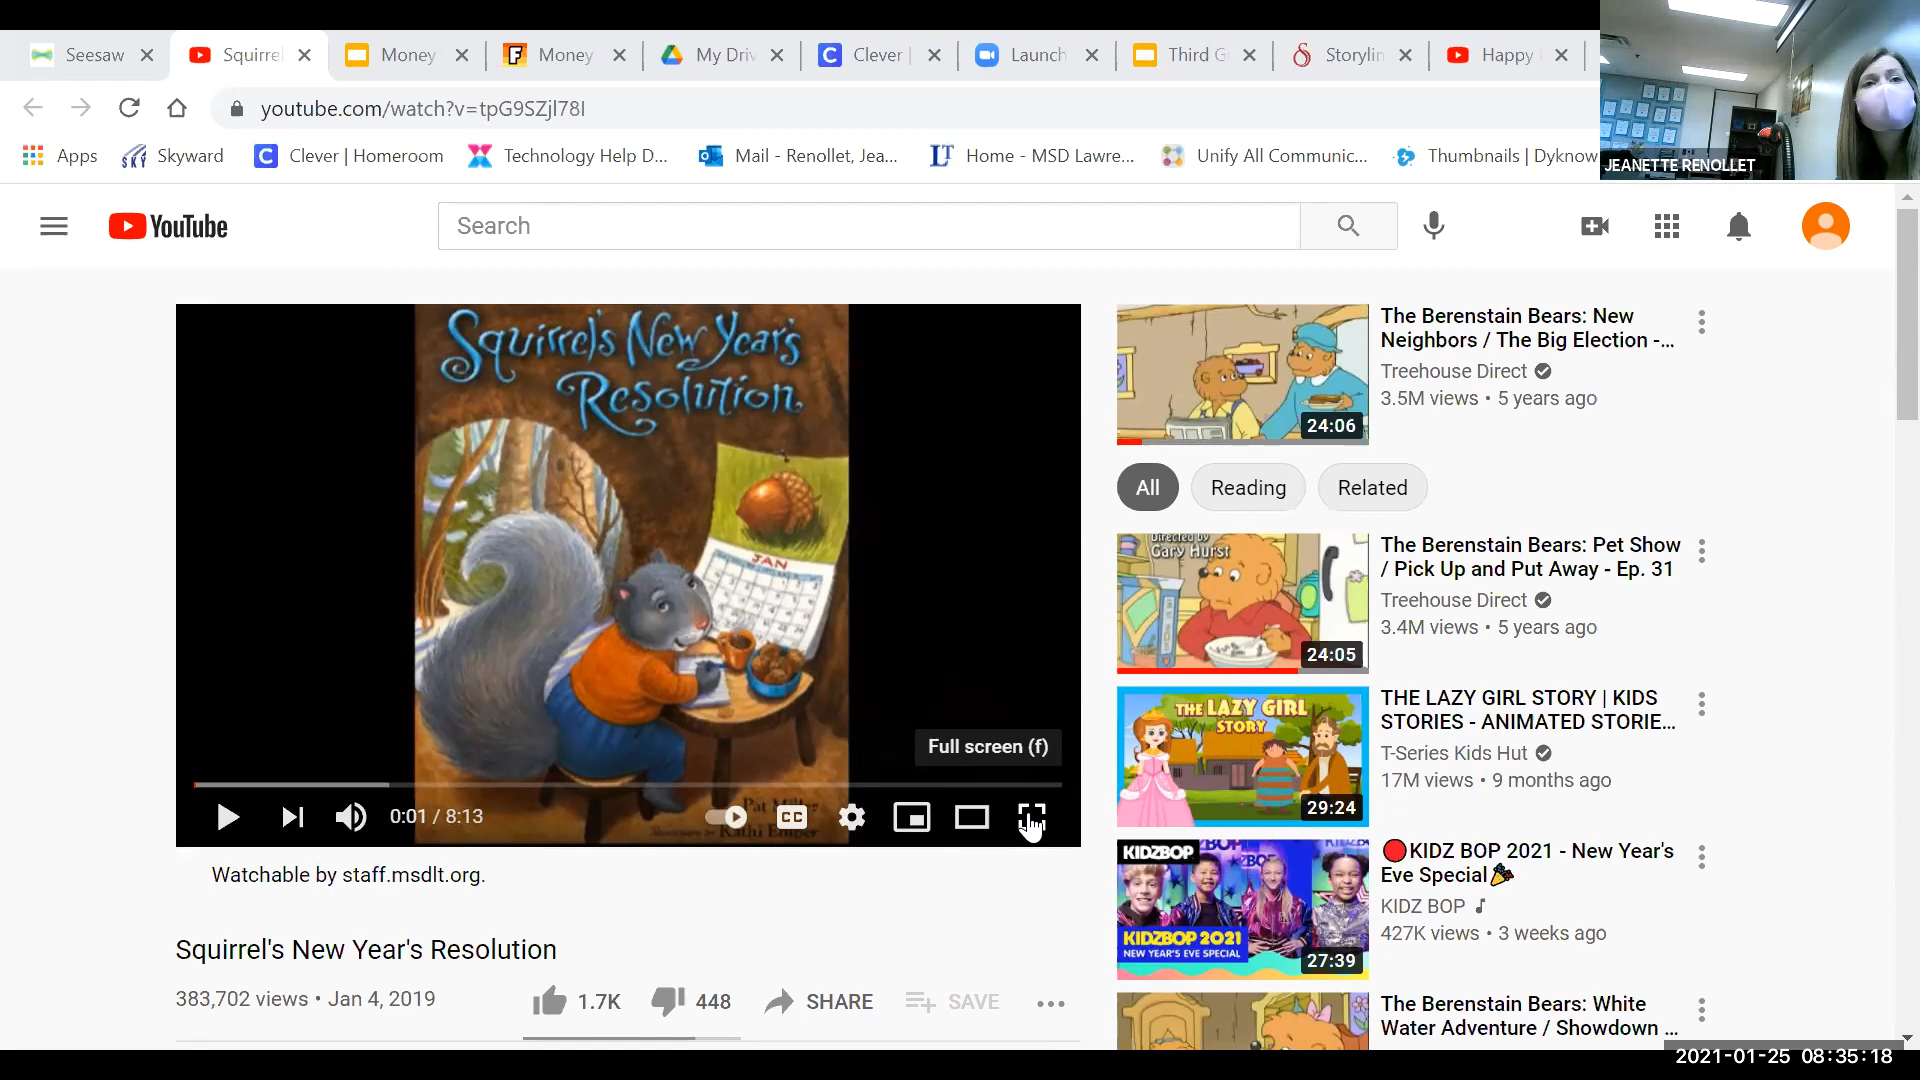 Seesaw
Squirrel
Money
Money
My Driv
Clever |
Launch
Third G
Storylin
Happy
youtube.com/watch?v=tpG9SZjl78I
Apps
Skyward
Clever | Homeroom
Technology Help D...
Mail - Renollet, Jea...
Home - MSD Lawre...
Unify All Communic...
Thumbnails | Dyknow
JEANETTE RENOLLET
YouTube
Search
Squirrel's New Year's
Resolution
JAN
Full screen (f)
0:01 / 8:13
CC
Pat Miller
Kathi Ember
Watchable by staff.msdlt.org.
Squirrel's New Year's Resolution
383,702 views • Jan 4, 2019
1.7K
448
SHARE
SAVE
24:06
The Berenstain Bears: New
Neighbors / The Big Election -...
Treehouse Direct
3.5M views • 5 years ago
All
Reading
Related
Directed by
Gary Hurst
24:05
The Berenstain Bears: Pet Show
/ Pick Up and Put Away - Ep. 31
Treehouse Direct
3.4M views • 5 years ago
THE LAZY GIRL
STORY
29:24
THE LAZY GIRL STORY | KIDS
STORIES - ANIMATED STORIE...
T-Series Kids Hut
17M views • 9 months ago
KIDZBOP
KIDZBOP 2021
NEW YEAR'S EVE SPECIAL
27:39
KIDZ BOP 2021 - New Year's
Eve Special
KIDZ BOP
427K views • 3 weeks ago
The Berenstain Bears: White
Water Adventure / Showdown ...
2021-01-25 08:35:18